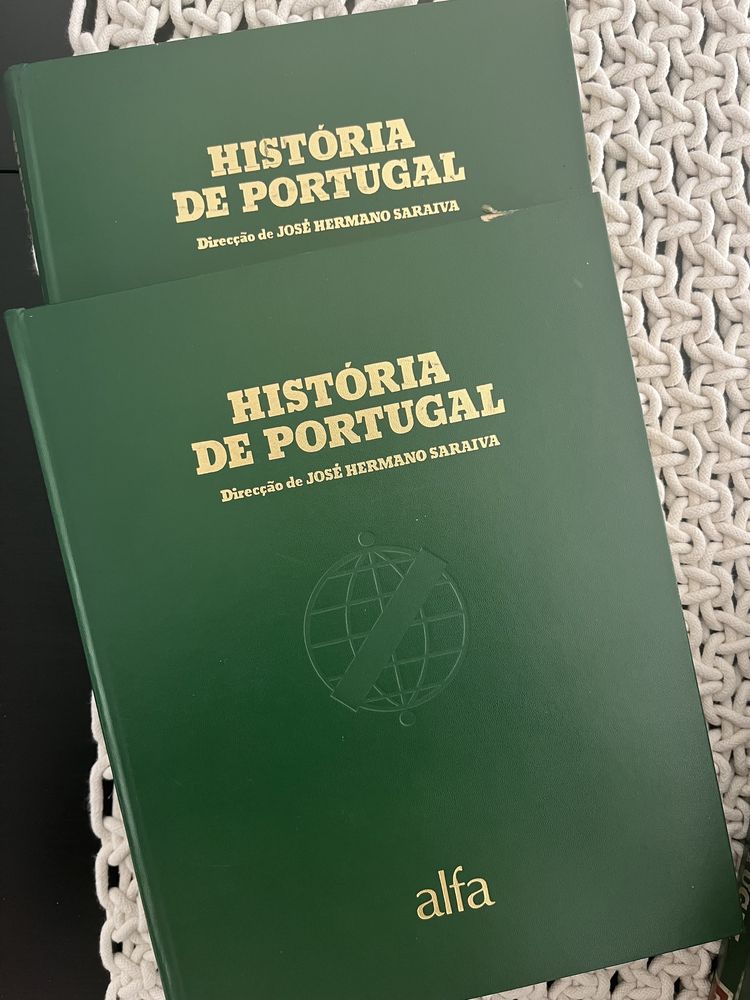 HISTÓRIA
DE PORTUGAL
Direcção de JOSÉ HERMANO SARAIVA
HISTÓRIA
DE PORTUGAL
Direcção de JOSÉ HERMANO SARAIVA
alfa